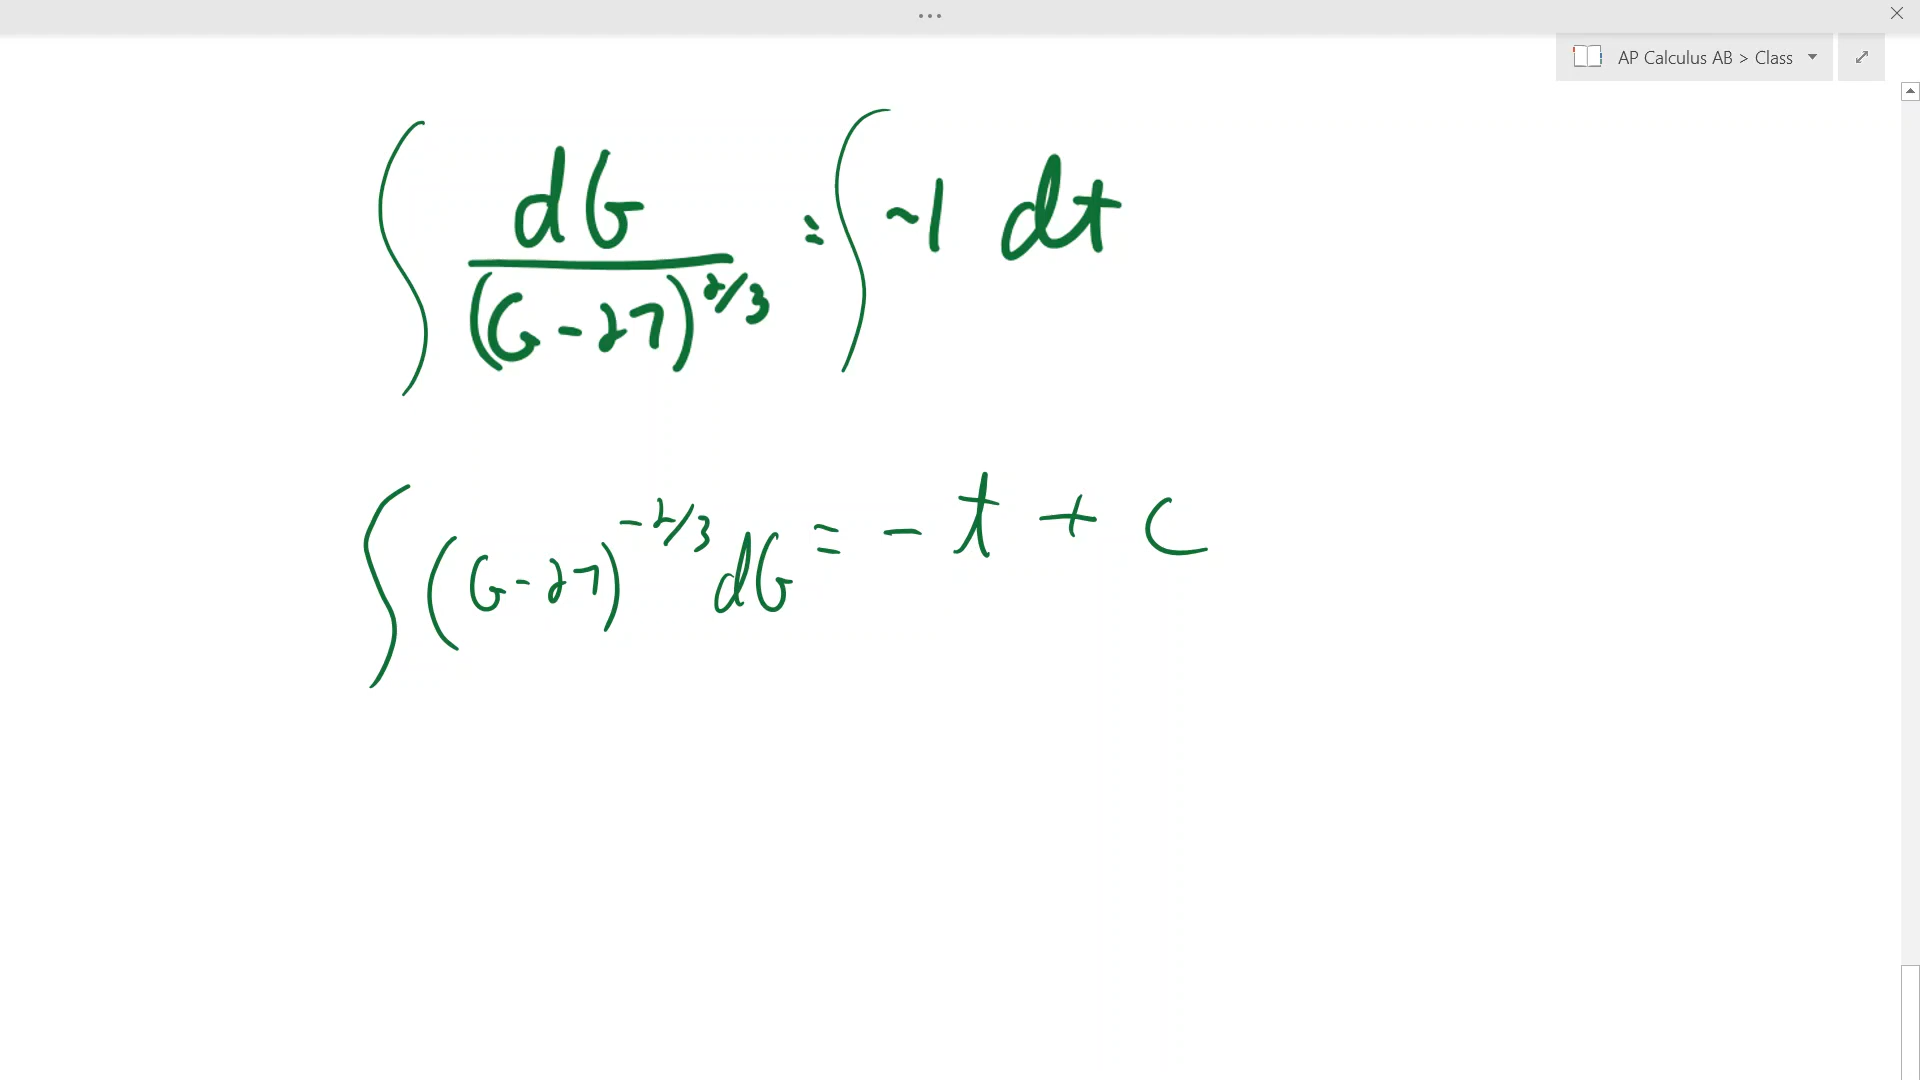 AP Calculus AB > Class
∫ dG/(G-27)^2/3 = ∫ -1 dt
∫ (G-27)^-2/3 dG = -t + C